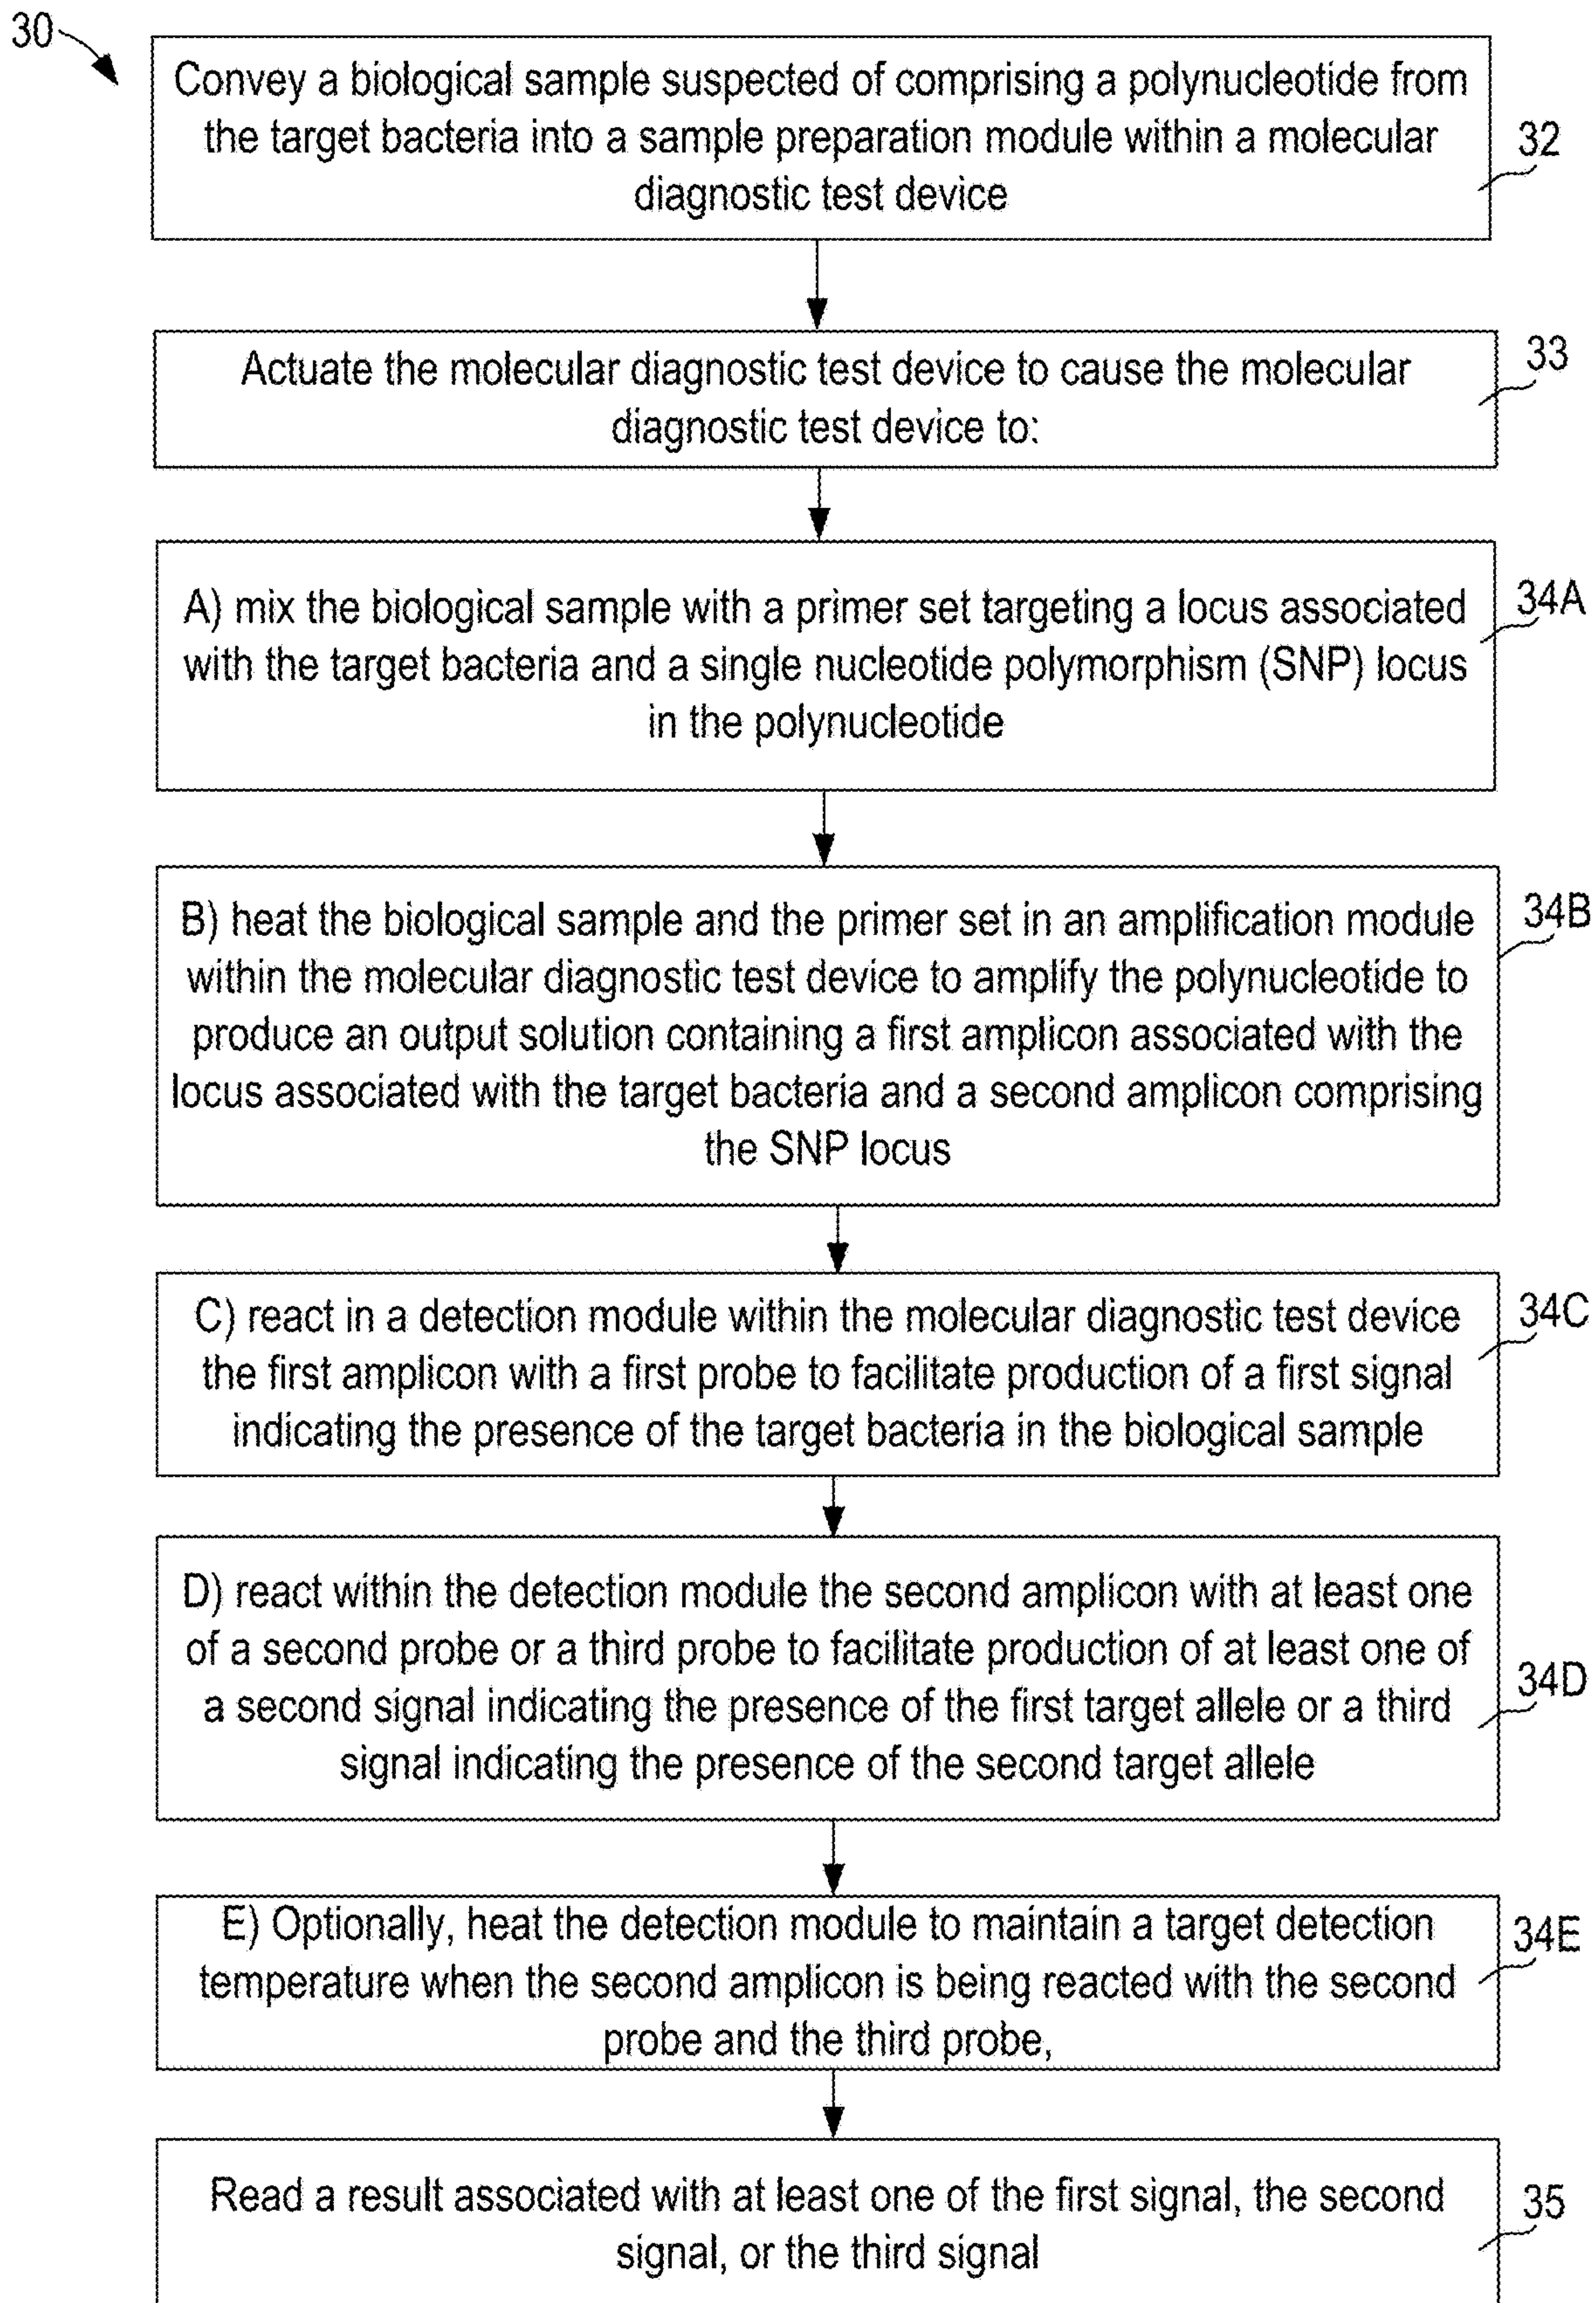 30
Convey a biological sample suspected of comprising a polynucleotide from
the target bacteria into a sample preparation module within a molecular
diagnostic test device
32
Actuate the molecular diagnostic test device to cause the molecular
diagnostic test device to:
33
A) mix the biological sample with a primer set targeting a locus associated
with the target bacteria and a single nucleotide polymorphism (SNP) locus
in the polynucleotide
34A
B) heat the biological sample and the primer set in an amplification module
within the molecular diagnostic test device to amplify the polynucleotide to
produce an output solution containing a first amplicon associated with the
locus associated with the target bacteria and a second amplicon comprising
the SNP locus
34B
C) react in a detection module within the molecular diagnostic test device
the first amplicon with a first probe to facilitate production of a first signal
indicating the presence of the target bacteria in the biological sample
34C
D) react within the detection module the second amplicon with at least one
of a second probe or a third probe to facilitate production of at least one of
a second signal indicating the presence of the first target allele or a third
signal indicating the presence of the second target allele
34D
E) Optionally, heat the detection module to maintain a target detection
temperature when the second amplicon is being reacted with the second
probe and the third probe,
34E
Read a result associated with at least one of the first signal, the second
signal, or the third signal
35